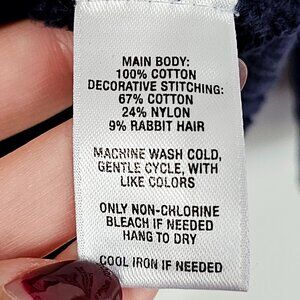 MAIN BODY:
100% COTTON
DECORATIVE STITCHING:
67% COTTON
24% NYLON
9% RABBIT HAIR
MACHINE WASH COLD,
GENTLE CYCLE, WITH
LIKE COLORS
ONLY NON-CHLORINE
BLEACH IF NEEDED
HANG TO DRY
COOL IRON IF NEEDED